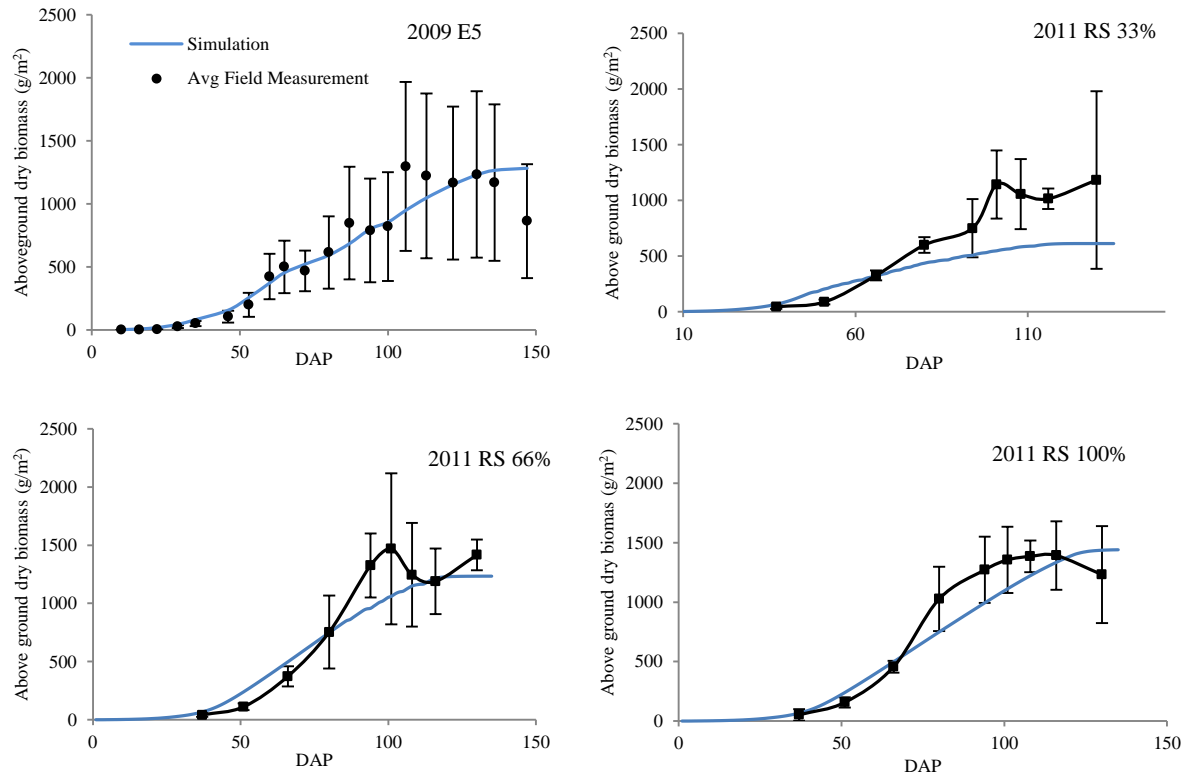 2009 E5
Simulation
Avg Field Measurement
Aboveground dry biomass (g/m²)
2500
2000
1500
1000
500
0
0 50 100 150
DAP
2011 RS 33%
Above ground dry biomass (g/m²)
2500
2000
1500
1000
500
0
10 60 110
DAP
2011 RS 66%
Above ground dry biomass (g/m²)
2500
2000
1500
1000
500
0
0 50 100 150
DAP
2011 RS 100%
Above ground dry biomas (g/m²)
2500
2000
1500
1000
500
0
0 50 100 150
DAP